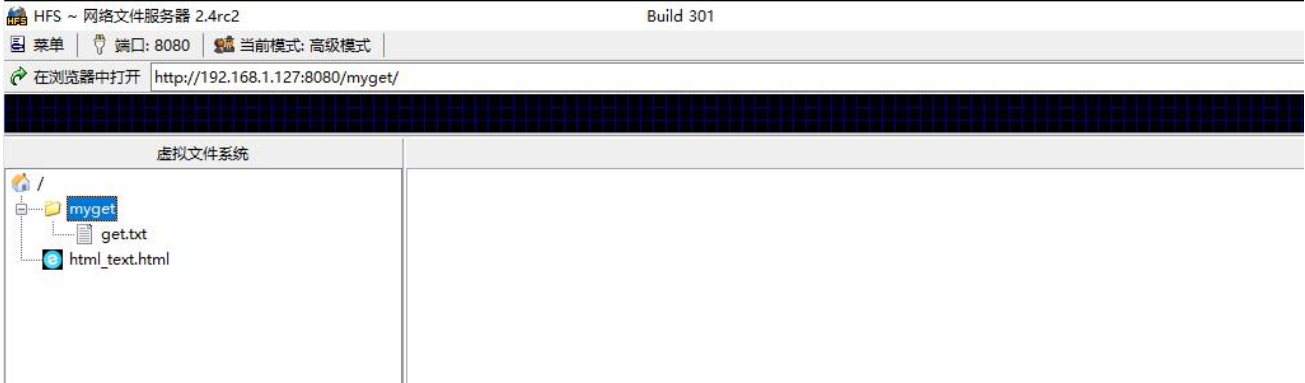 HFS ~ 网络文件服务器 2.4rc2 Build 301
菜单 端口: 8080 当前模式: 高级模式
在浏览器中打开 http://192.168.1.127:8080/myget/
虚拟文件系统
/
myget
get.txt
html_text.html